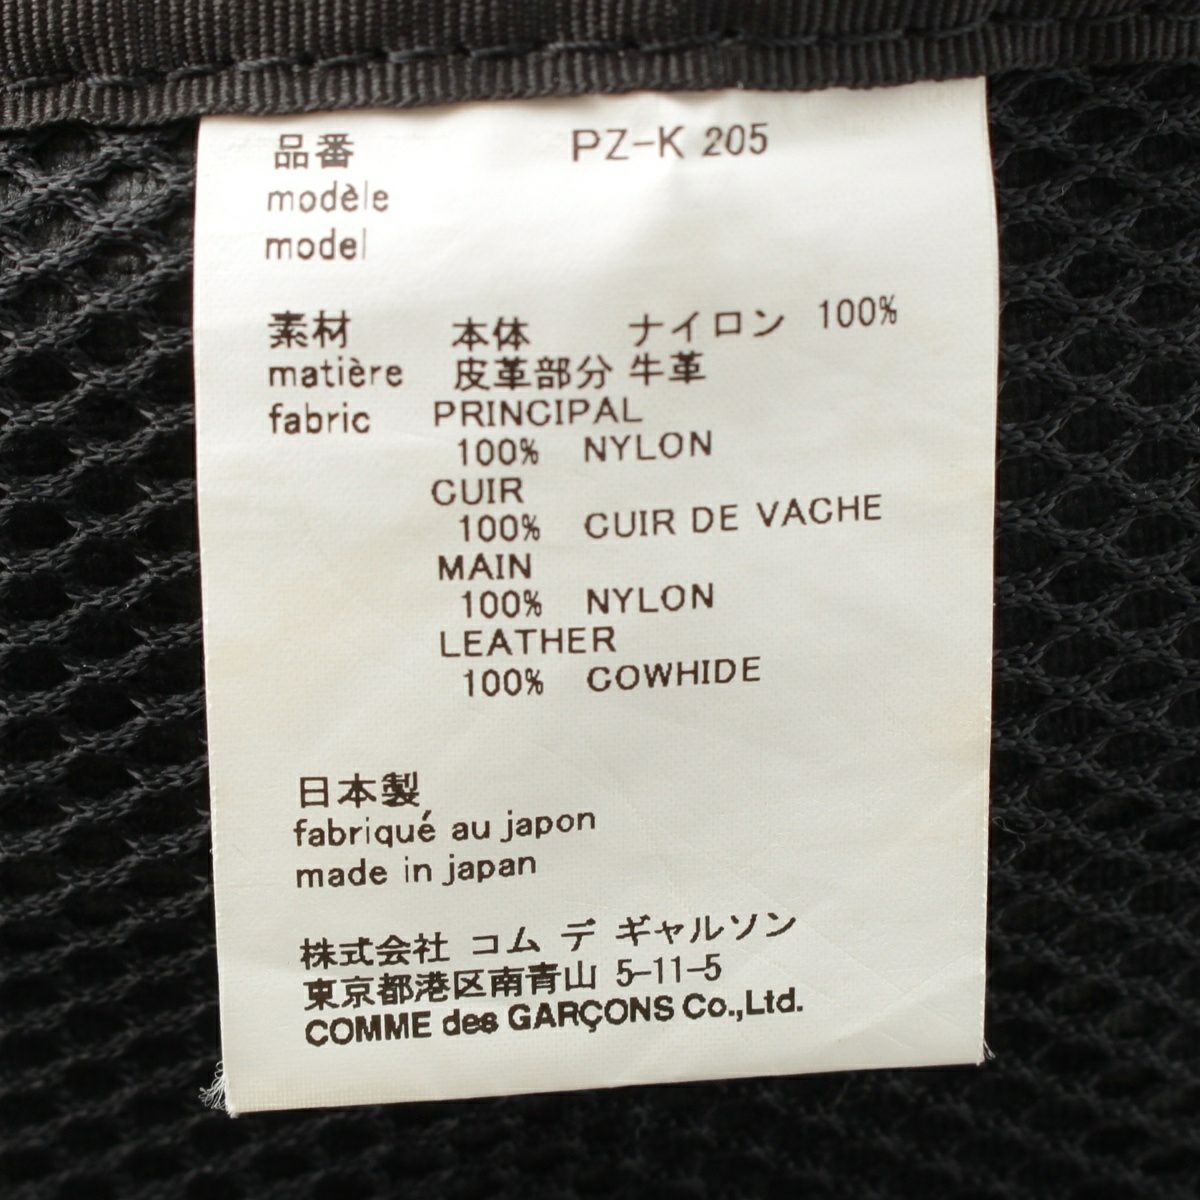 品番 PZ-K 205
modèle
model
素材 本体 ナイロン 100%
matière 皮革部分 牛革
fabric PRINCIPAL
100% NYLON
CUIR
100% CUIR DE VACHE
MAIN
100% NYLON
LEATHER
100% COWHIDE
日本製
fabriqué au japon
made in japan
株式会社 コム デ ギャルソン
東京都港区南青山 5-11-5
COMME des GARÇONS Co.,Ltd.